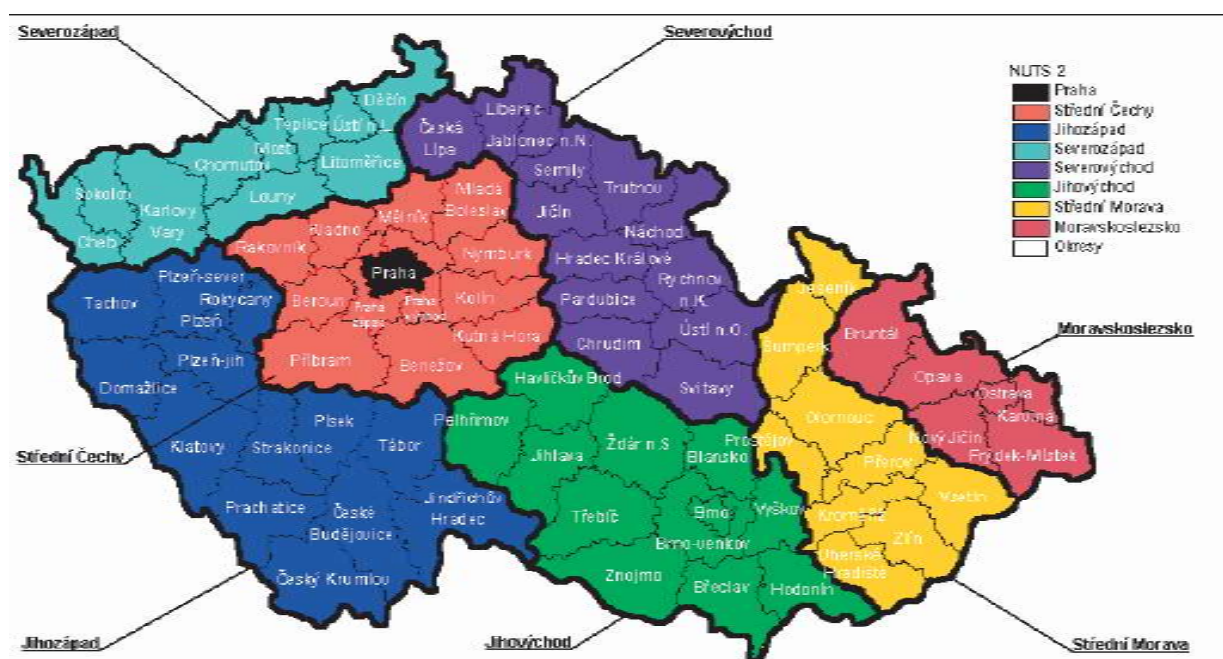 Severozápad
Severovýchod
NUTS 2
Praha
Střední Čechy
Jihozápad
Severozápad
Severovýchod
Jihovýchod
Střední Morava
Moravskoslezsko
Okresy
Děčín
Teplice
Ústí n.L.
Most
Chomutov
Litoměřice
Louny
Sokolov
Karlovy
Vary
Cheb
Česká
Lípa
Liberec
Jablonec n.N.
Semily
Trutnov
Jičín
Náchod
Hradec Králové
Rychnov
n.K.
Pardubice
Ústí n.O.
Chrudim
Svitavy
Mladá
Boleslav
Mělník
Kladno
Rakovník
Nymburk
Praha
Beroun
Praha
západ
Praha
východ
Kolín
Kutná Hora
Příbram
Benešov
Tachov
Plzeň-sever
Rokycany
Plzeň
Plzeň-jih
Domažlice
Klatovy
Písek
Strakonice
Tábor
Prachatice
České
Budějovice
Jindřichův
Hradec
Český Krumlov
Havlíčkův Brod
Pelhřimov
Jihlava
Žďár n.S
Blansko
Třebíč
Brno
Vyškov
Brno-venkov
Znojmo
Břeclav
Hodonín
Jeseník
Šumperk
Olomouc
Prostějov
Přerov
Kroměříž
Vsetín
Zlín
Uherské
Hradiště
Bruntál
Opava
Ostrava
Karviná
Nový Jičín
Frýdek-Místek
Moravskoslezsko
Střední Čechy
Jihozápad
Jihovýchod
Střední Morava